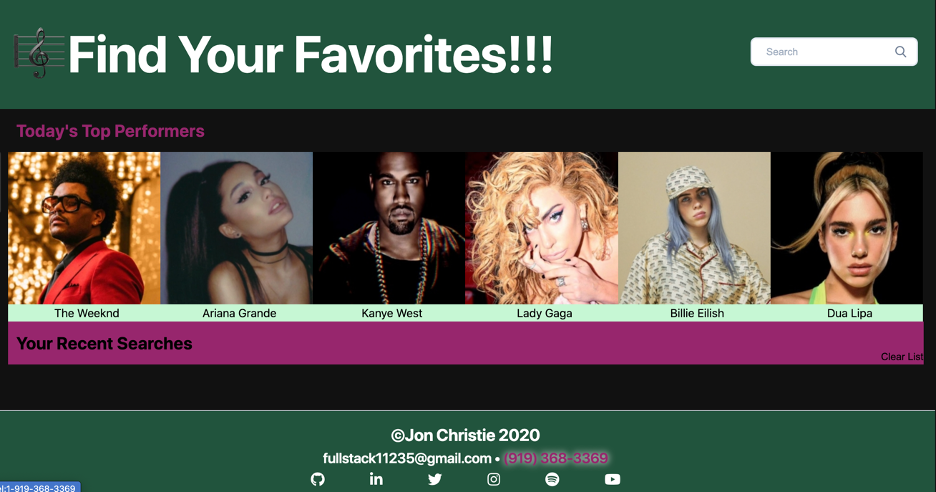 Find Your Favorites!!!
Search
Today's Top Performers
The Weeknd
Ariana Grande
Kanye West
Lady Gaga
Billie Eilish
Dua Lipa
Your Recent Searches
Clear List
©Jon Christie 2020
fullstack11235@gmail.com • (919) 368-3369
el:1-919-368-3369